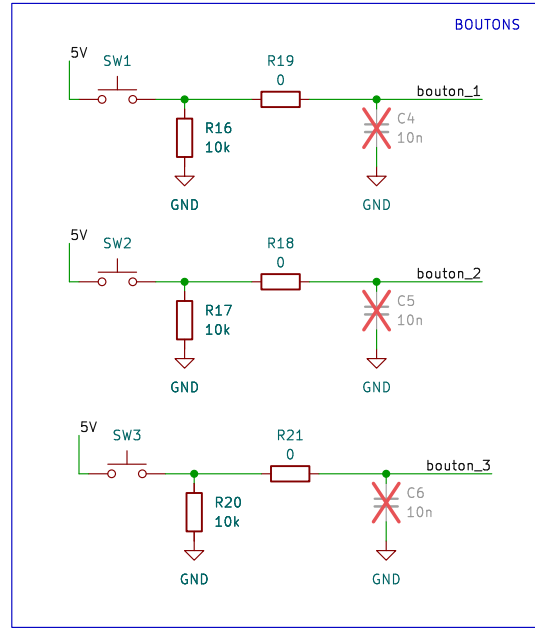 BOUTONS
5V
SW1
R19
0
bouton_1
R16
10k
C4
10n
GND
GND
5V
SW2
R18
0
bouton_2
R17
10k
C5
10n
GND
GND
5V
SW3
R21
0
bouton_3
R20
10k
C6
10n
GND
GND